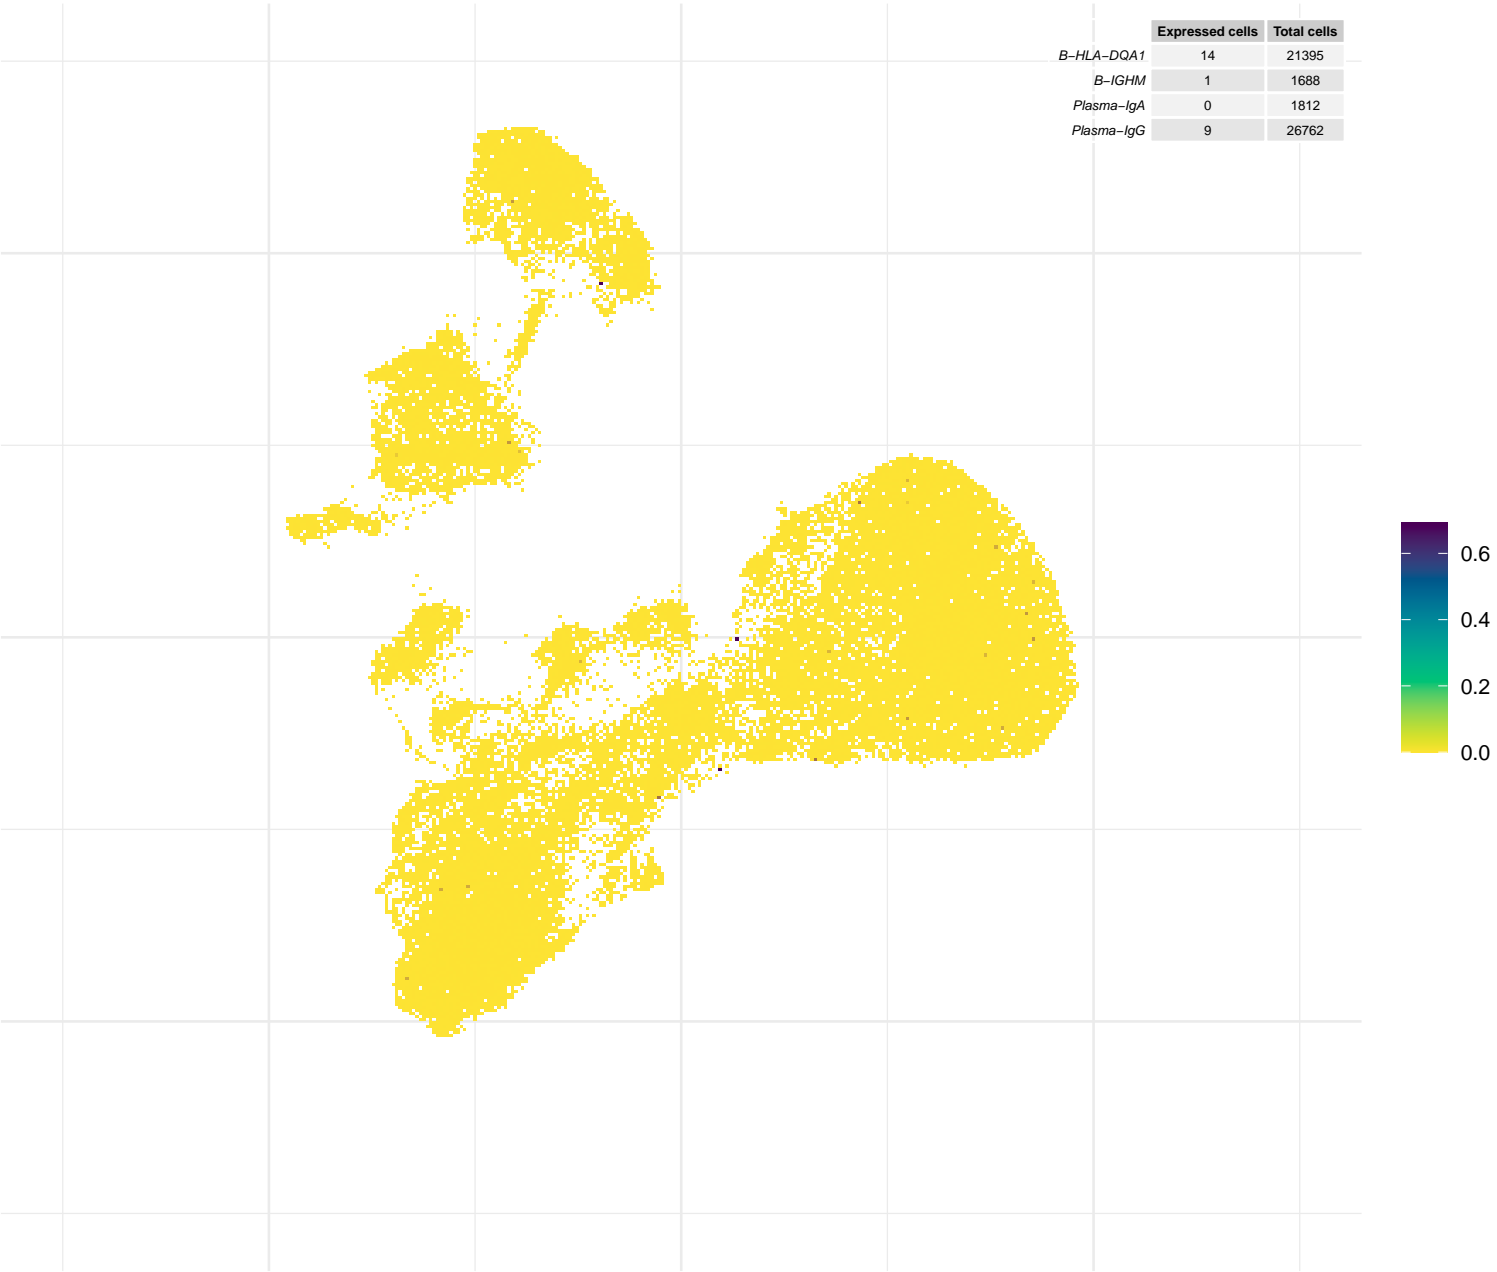 Expressed cells Total cells
B−HLA−DQA1 14 21395
B−IGHM 1 1688
Plasma−IgA 0 1812
Plasma−IgG 9 26762
0.6
0.4
0.2
0.0